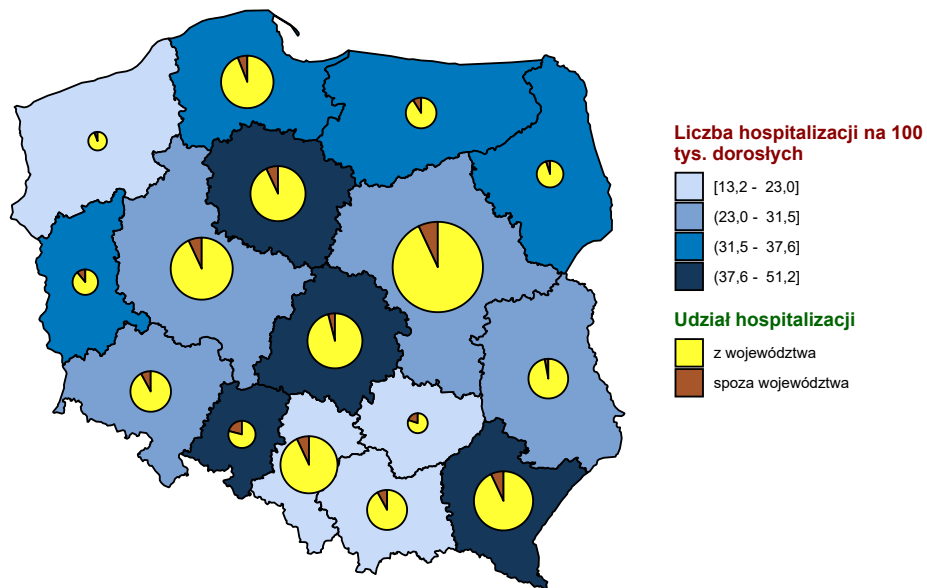 Liczba hospitalizacji na 100
tys. dorosłych
[13,2 - 23,0]
(23,0 - 31,5]
(31,5 - 37,6]
(37,6 - 51,2]
Udział hospitalizacji
z województwa
spoza województwa